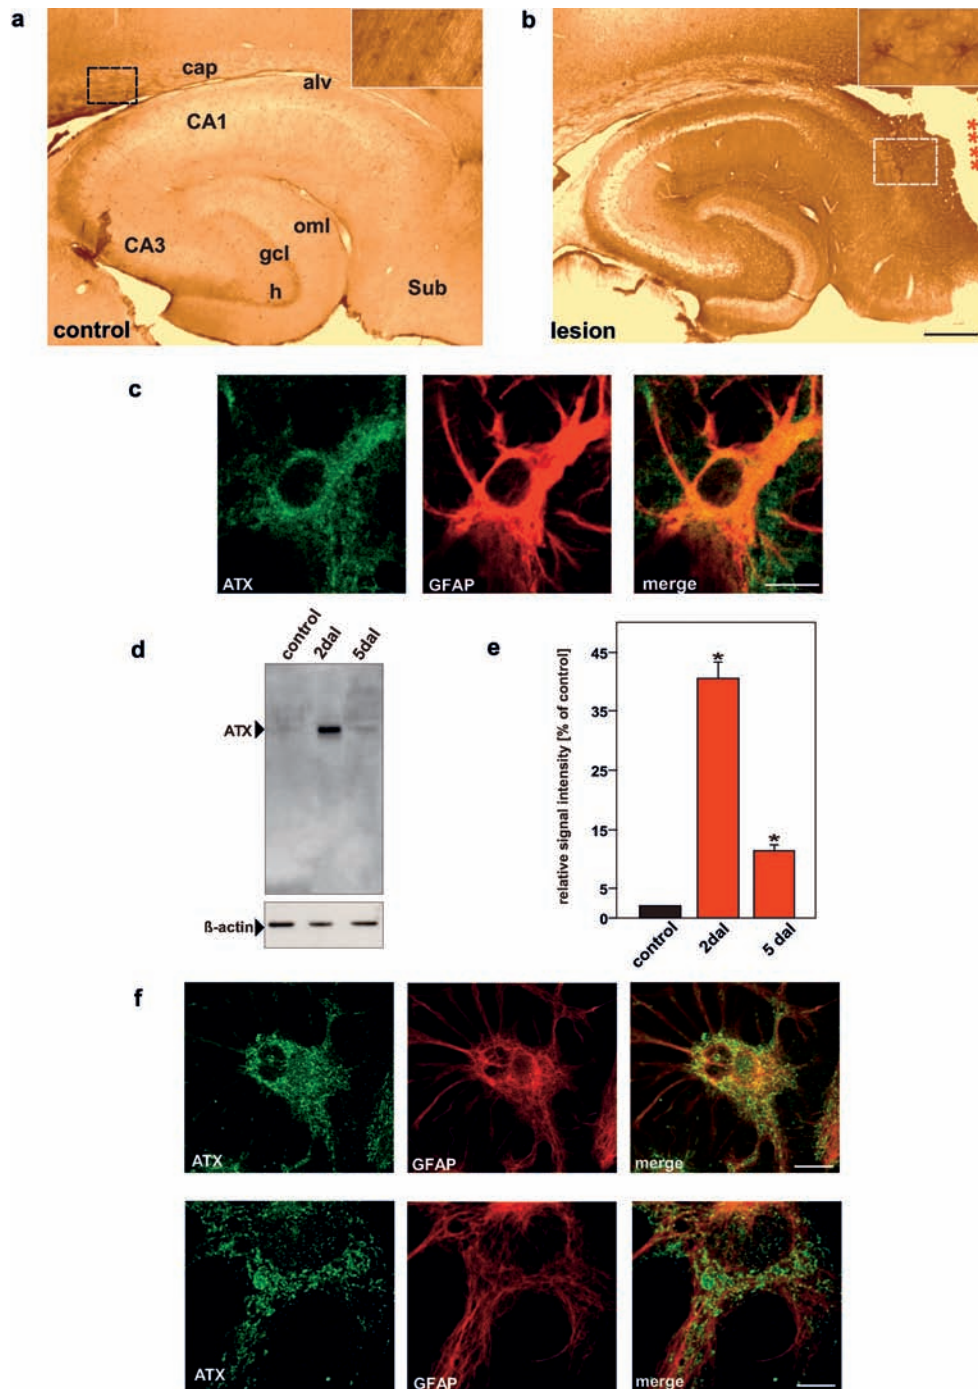 a
cap
alv
CA1
oml
CA3
gcl
h
Sub
control
b
****
lesion
c
ATX
GFAP
merge
d
control
2dal
5dal
ATX
ß-actin
e
relative signal intensity [% of control]
45
35
25
15
5
0
*
*
control
2dal
5 dal
f
ATX
GFAP
merge
ATX
GFAP
merge